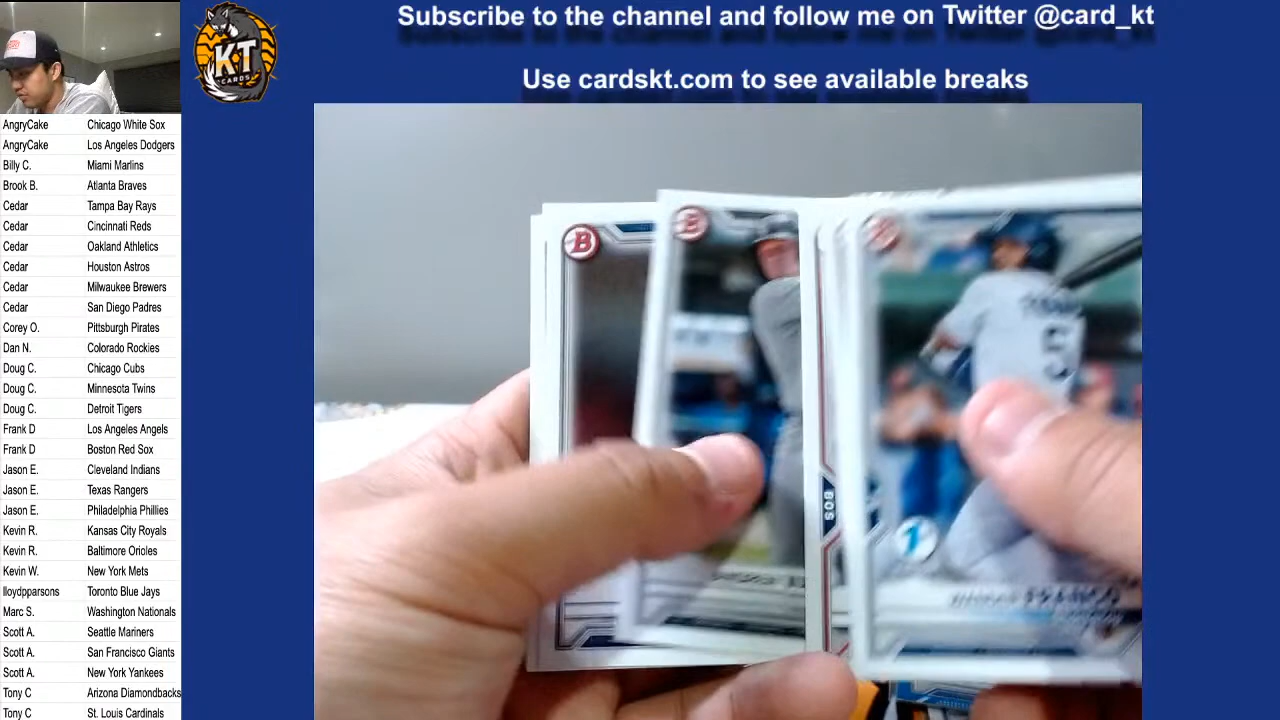 Subscribe to the channel and follow me on Twitter @card_kt
Use cardskt.com to see available breaks
KT
CARDS
AngryCake Chicago White Sox
AngryCake Los Angeles Dodgers
Billy C. Miami Marlins
Brook B. Atlanta Braves
Cedar Tampa Bay Rays
Cedar Cincinnati Reds
Cedar Oakland Athletics
Cedar Houston Astros
Cedar Milwaukee Brewers
Cedar San Diego Padres
Corey O. Pittsburgh Pirates
Dan N. Colorado Rockies
Doug C. Chicago Cubs
Doug C. Minnesota Twins
Doug C. Detroit Tigers
Frank D Los Angeles Angels
Frank D Boston Red Sox
Jason E. Cleveland Indians
Jason E. Texas Rangers
Jason E. Philadelphia Phillies
Kevin R. Kansas City Royals
Kevin R. Baltimore Orioles
Kevin W. New York Mets
lloydpparsons Toronto Blue Jays
Marc S. Washington Nationals
Scott A. Seattle Mariners
Scott A. San Francisco Giants
Scott A. New York Yankees
Tony C Arizona Diamondbacks
Tony C St. Louis Cardinals
B
B
B
BOS
5
1
FRANCO